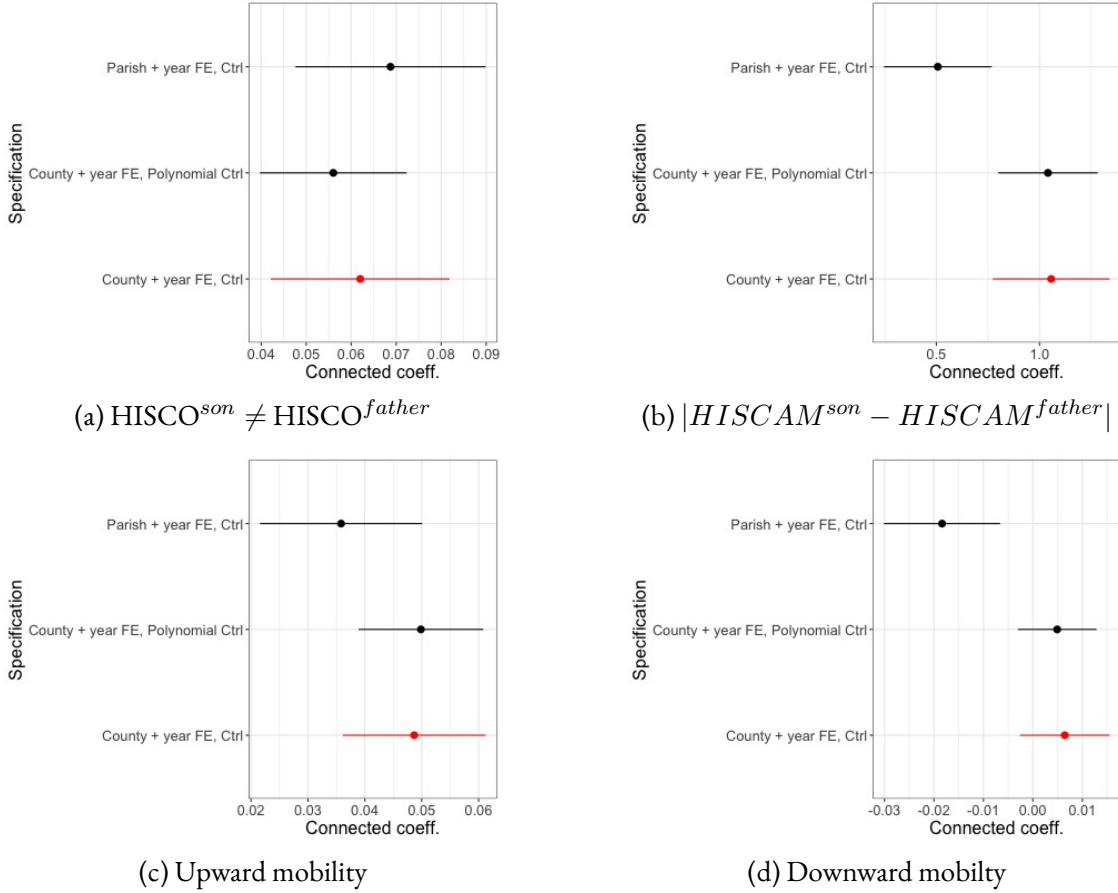 Specification
Parish + year FE, Ctrl
County + year FE, Polynomial Ctrl
County + year FE, Ctrl
0.04 0.05 0.06 0.07 0.08 0.09
Connected coeff.
(a) HISCO^son ≠ HISCO^father
Specification
Parish + year FE, Ctrl
County + year FE, Polynomial Ctrl
County + year FE, Ctrl
0.5 1.0
Connected coeff.
(b) |HISCAM^son − HISCAM^father|
Specification
Parish + year FE, Ctrl
County + year FE, Polynomial Ctrl
County + year FE, Ctrl
0.02 0.03 0.04 0.05 0.06
Connected coeff.
(c) Upward mobility
Specification
Parish + year FE, Ctrl
County + year FE, Polynomial Ctrl
County + year FE, Ctrl
-0.03 -0.02 -0.01 0.00 0.01
Connected coeff.
(d) Downward mobilty